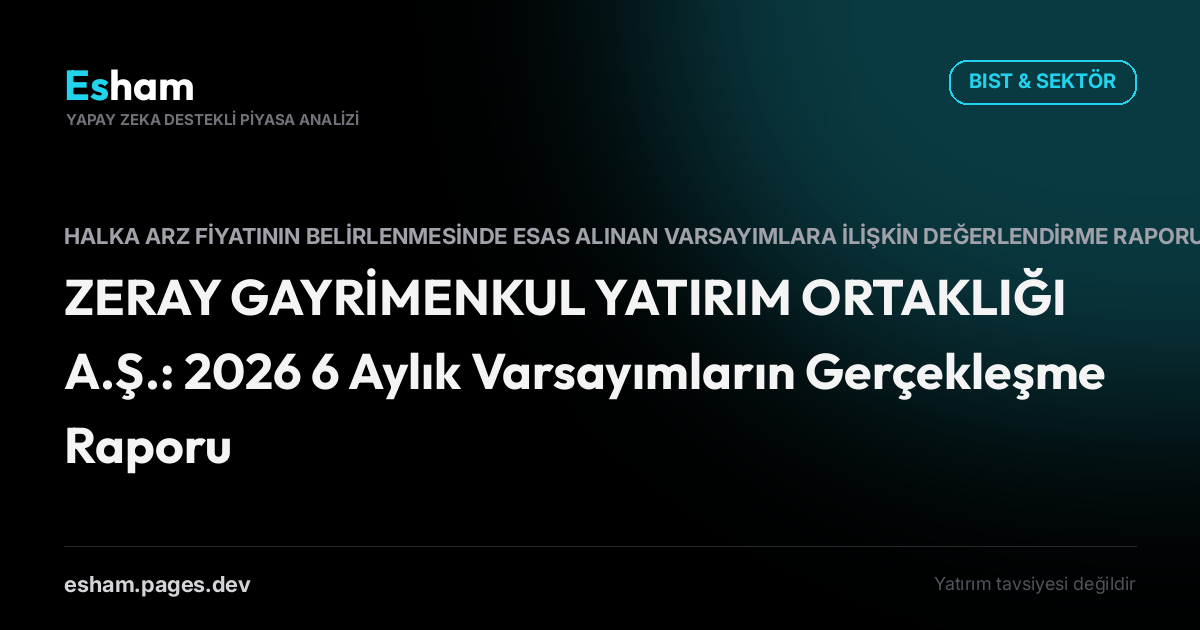 Esham
BIST & SEKTÖR
YAPAY ZEKA DESTEKLİ PİYASA ANALİZİ
HALKA ARZ FİYATININ BELİRLENMESİNDE ESAS ALINAN VARSAYIMLARA İLİŞKİN DEĞERLENDİRME RAPORU
ZERAY GAYRİMENKUL YATIRIM ORTAKLIĞI
A.Ş.: 2026 6 Aylık Varsayımların Gerçekleşme
Raporu
esham.pages.dev
Yatırım tavsiyesi değildir